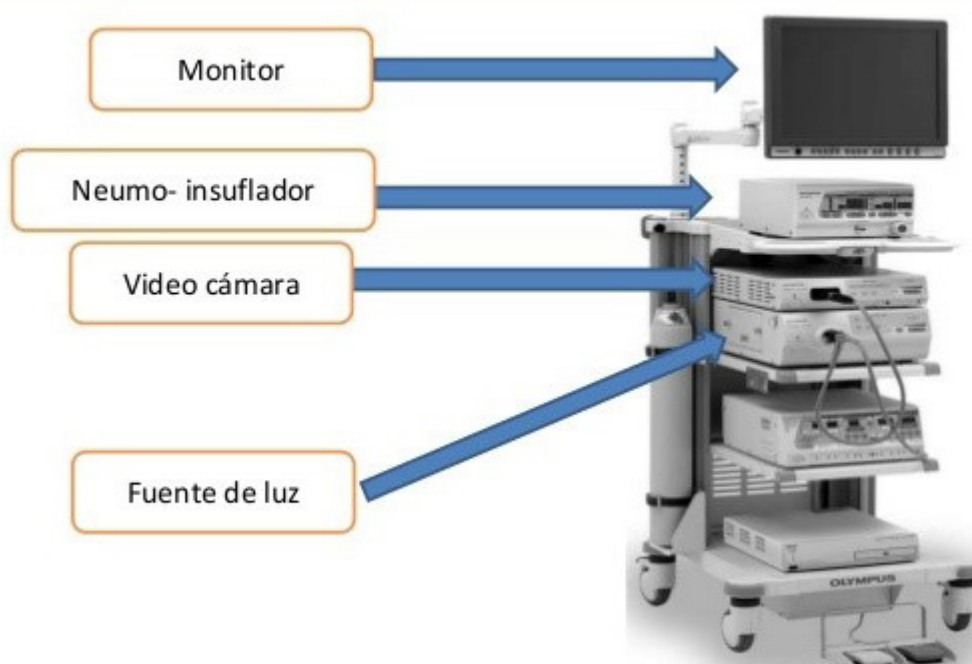 Monitor
Neumo- insuflador
Video cámara
Fuente de luz
OLYMPUS